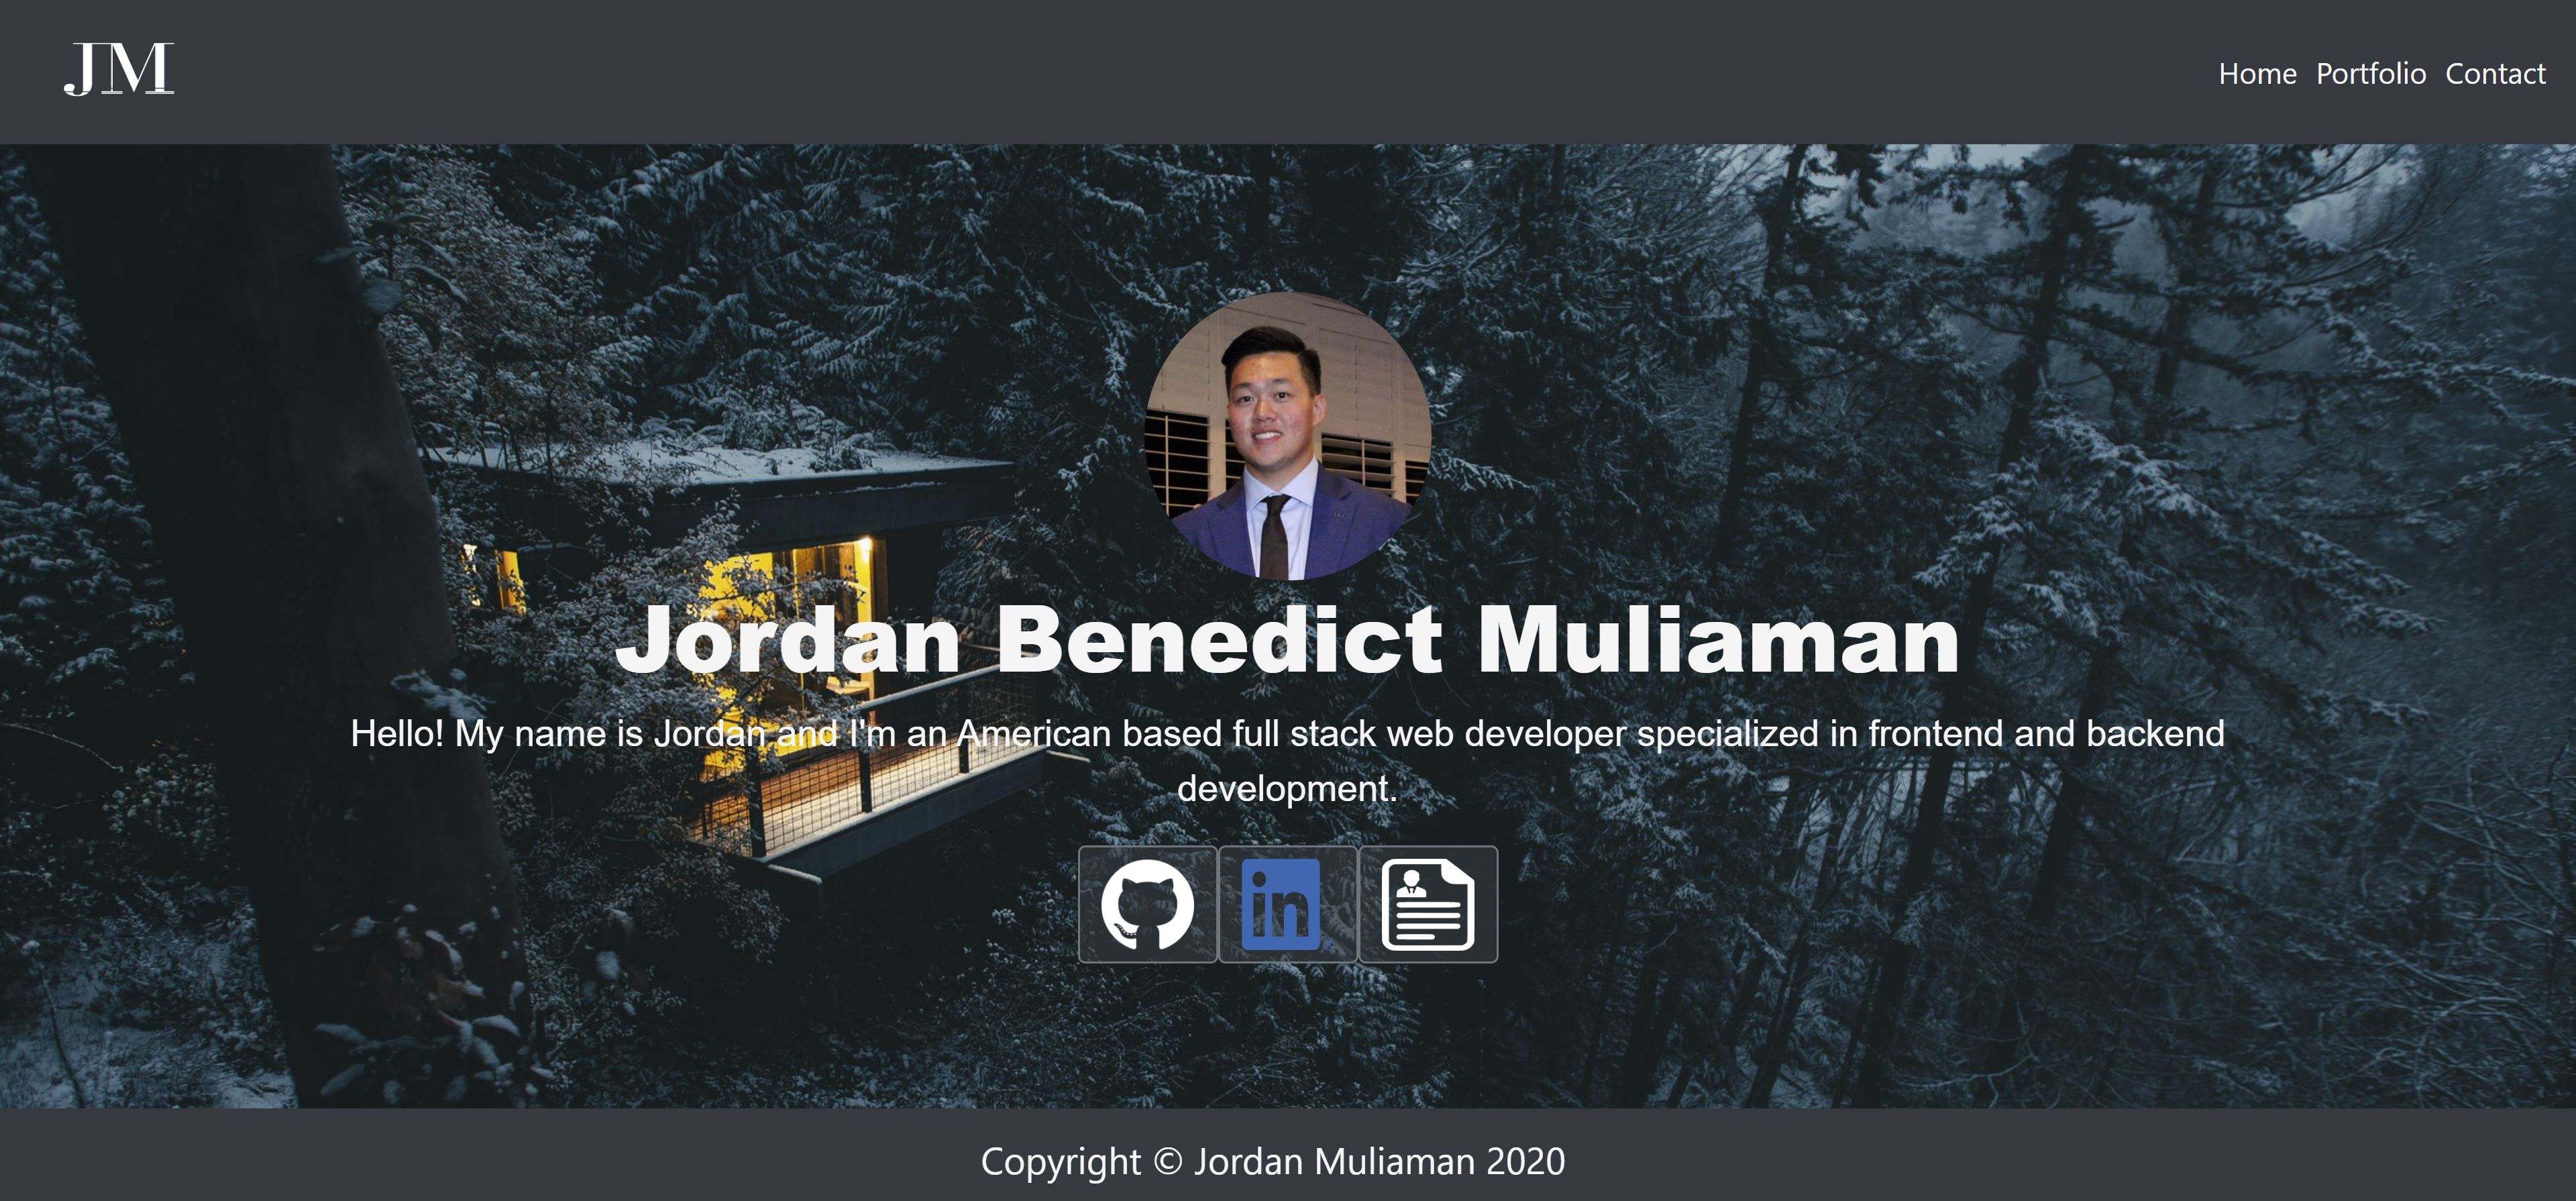 JM
Home Portfolio Contact
Jordan Benedict Muliaman
Hello! My name is Jordan and I'm an American based full stack web developer specialized in frontend and backend
development.
in
Copyright © Jordan Muliaman 2020